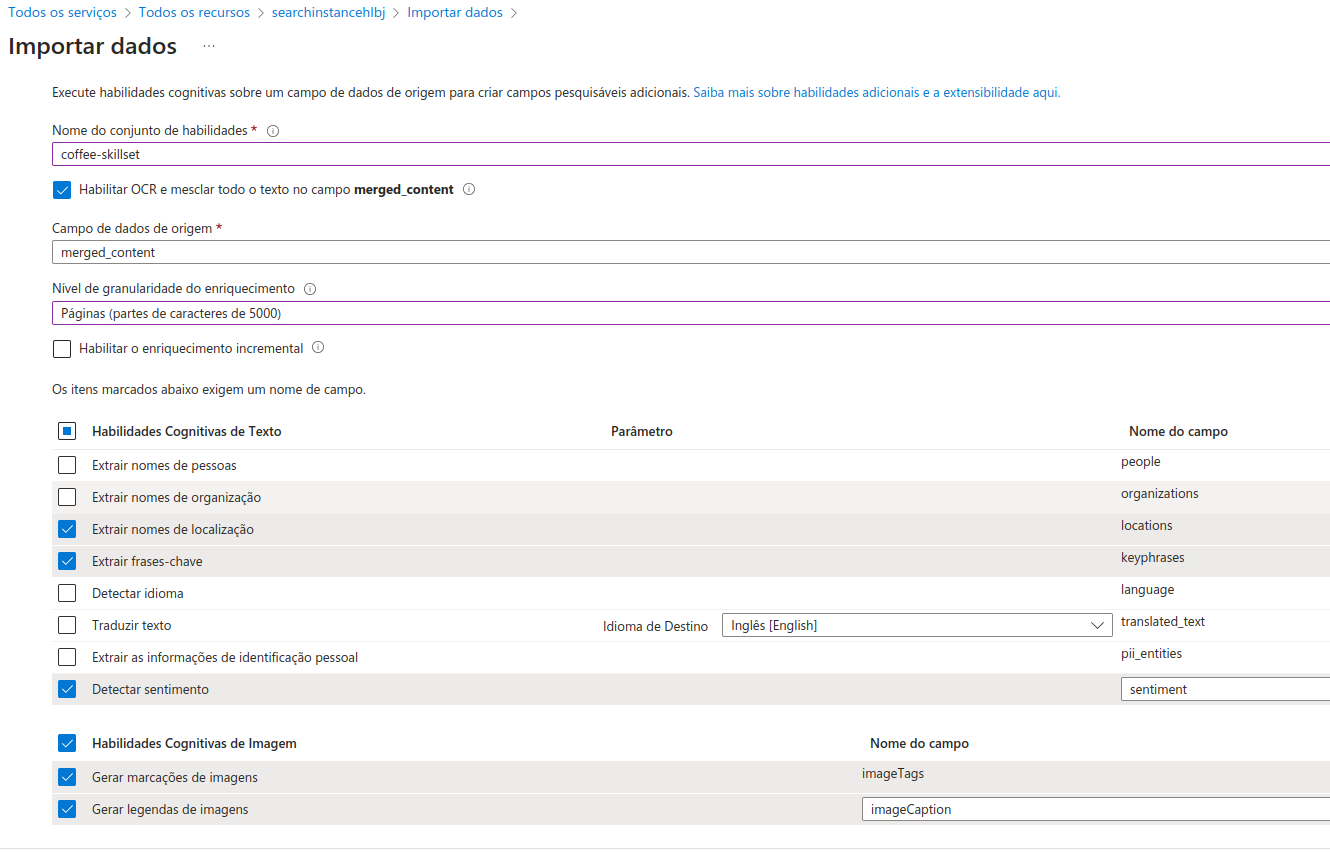 Todos os serviços > Todos os recursos > searchinstancehlbj > Importar dados >
Importar dados ...
Execute habilidades cognitivas sobre um campo de dados de origem para criar campos pesquisáveis adicionais. Saiba mais sobre habilidades adicionais e a extensibilidade aqui.
Nome do conjunto de habilidades *
coffee-skillset
Habilitar OCR e mesclar todo o texto no campo merged_content
Campo de dados de origem *
merged_content
Nível de granularidade do enriquecimento
Páginas (partes de caracteres de 5000)
Habilitar o enriquecimento incremental
Os itens marcados abaixo exigem um nome de campo.
Habilidades Cognitivas de Texto Parâmetro Nome do campo
Extrair nomes de pessoas people
Extrair nomes de organização organizations
Extrair nomes de localização locations
Extrair frases-chave keyphrases
Detectar idioma language
Traduzir texto Idioma de Destino Inglês [English] translated_text
Extrair as informações de identificação pessoal pii_entities
Detectar sentimento sentiment
Habilidades Cognitivas de Imagem Nome do campo
Gerar marcações de imagens imageTags
Gerar legendas de imagens imageCaption